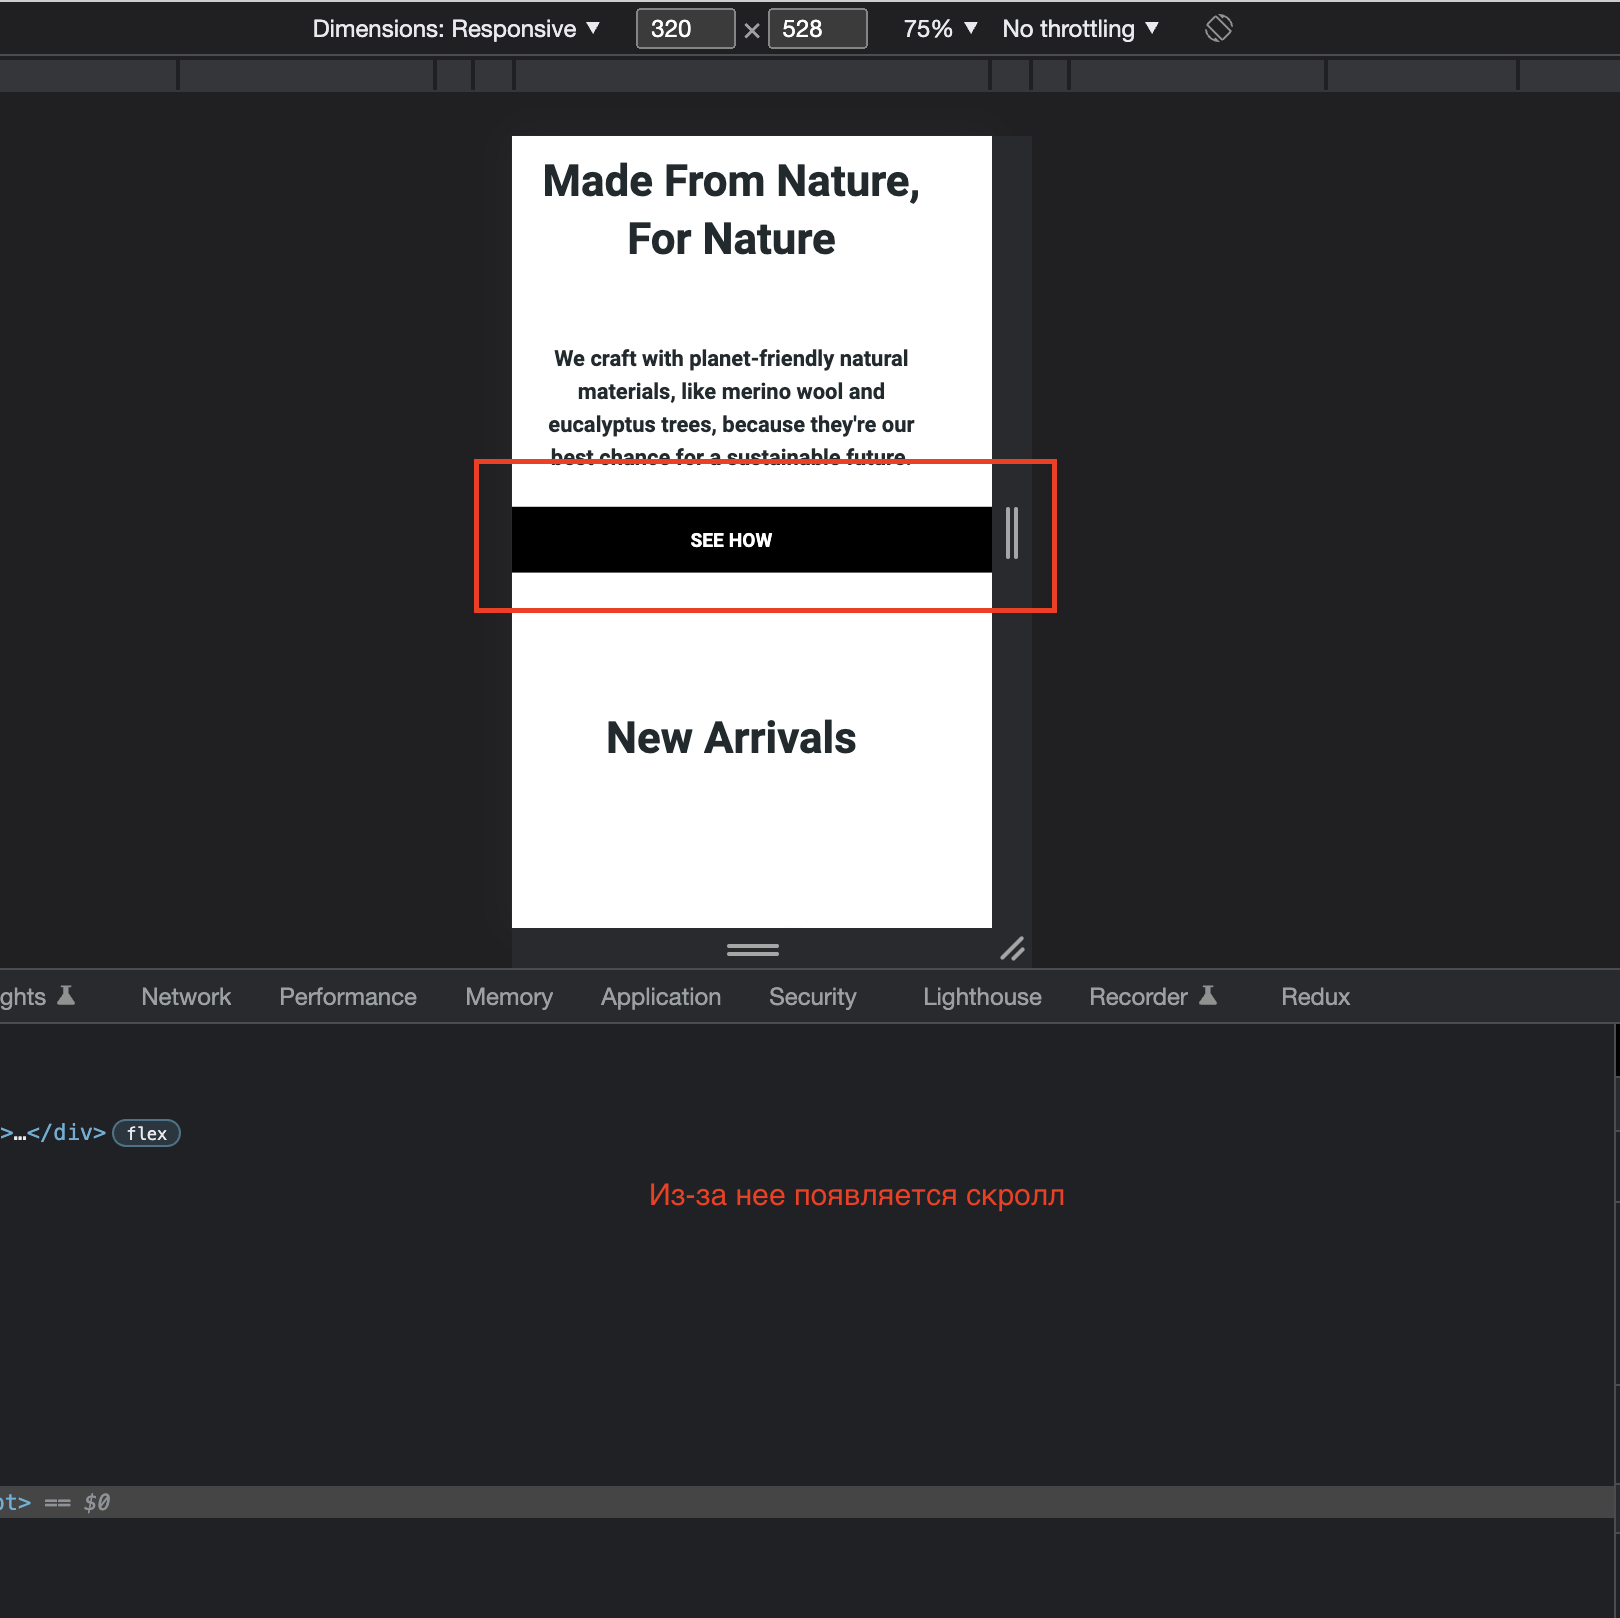 Dimensions: Responsive ▼ 320 × 528 75% ▼ No throttling ▼
Made From Nature,
For Nature
We craft with planet-friendly natural
materials, like merino wool and
eucalyptus trees, because they're our
best chance for a sustainable future.
SEE HOW
New Arrivals
ghts Network Performance Memory Application Security Lighthouse Recorder Redux
>…</div> flex
Из-за нее появляется скролл
pt> == $0